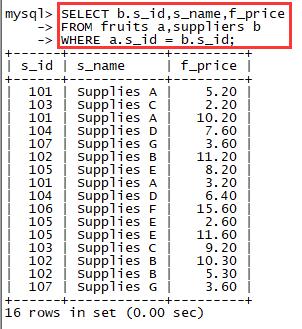 mysql> SELECT b.s_id,s_name,f_price
-> FROM fruits a,suppliers b
-> WHERE a.s_id = b.s_id;
+------+------------+---------+
| s_id | s_name | f_price |
+------+------------+---------+
| 101 | Supplies A | 5.20 |
| 103 | Supplies C | 2.20 |
| 101 | Supplies A | 10.20 |
| 104 | Supplies D | 7.60 |
| 107 | Supplies G | 3.60 |
| 102 | Supplies B | 11.20 |
| 105 | Supplies E | 8.20 |
| 101 | Supplies A | 3.20 |
| 104 | Supplies D | 6.40 |
| 106 | Supplies F | 15.60 |
| 105 | Supplies E | 2.60 |
| 105 | Supplies E | 11.60 |
| 103 | Supplies C | 9.20 |
| 102 | Supplies B | 10.30 |
| 102 | Supplies B | 5.30 |
| 107 | Supplies G | 3.60 |
+------+------------+---------+
16 rows in set (0.00 sec)